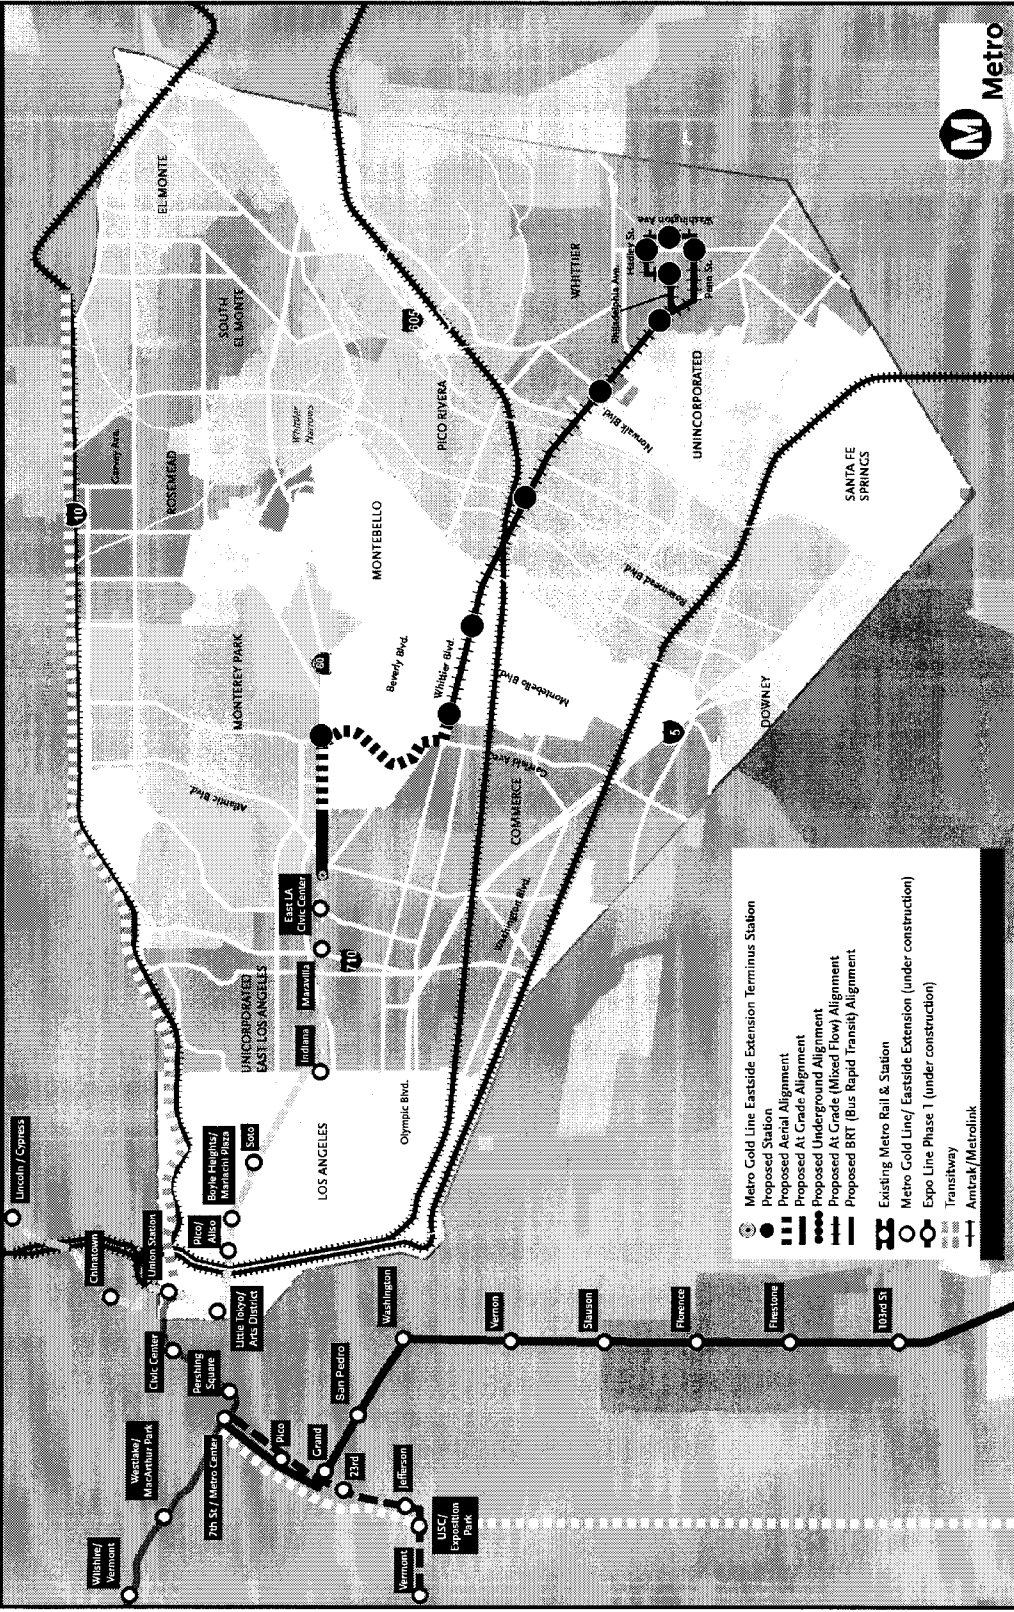 Lincoln / Cypress
Chinatown
Union Station
Civic Center
Pershing
Square
Westlake/
MacArthur Park
Wilshire/
Vermont
7th St / Metro Center
Pico
Grand
23rd
San Pedro
Jefferson
USC/
Exposition
Park
Vermont
Washington
Vernon
Slauson
Florence
Firestone
103rd St
Little Tokyo/
Arts District
Pico/
Aliso
Boyle Heights/
Mariachi Plaza
Soto
Indiana
Maravilla
East LA
Civic Center
LOS ANGELES
Olympic Blvd.
UNICORPORATED
EAST LOS ANGELES
710
Washington Blvd.
Atlantic Blvd.
MONTEREY PARK
60
COMMERCE
Garfield Ave.
Beverly Blvd.
Whittier Blvd.
Montebello Blvd.
MONTEBELLO
DOWNEY
5
10
Garvey Ave.
ROSEMEAD
Whittier
Narrows
SOUTH
EL MONTE
EL MONTE
605
PICO RIVERA
Rosemead Blvd.
Norwalk Blvd.
UNINCORPORATED
SANTA FE
SPRINGS
WHITTIER
Philadelphia Ave.
Hadley St.
Washington Ave
Penn St.
M
Metro
Metro Gold Line Eastside Extension Terminus Station
Proposed Station
Proposed Aerial Alignment
Proposed At Grade Alignment
Proposed Underground Alignment
Proposed At Grade (Mixed Flow) Alignment
Proposed BRT (Bus Rapid Transit) Alignment
Existing Metro Rail & Station
Metro Gold Line/ Eastside Extension (under construction)
Expo Line Phase 1 (under construction)
Transitway
Amtrak/Metrolink